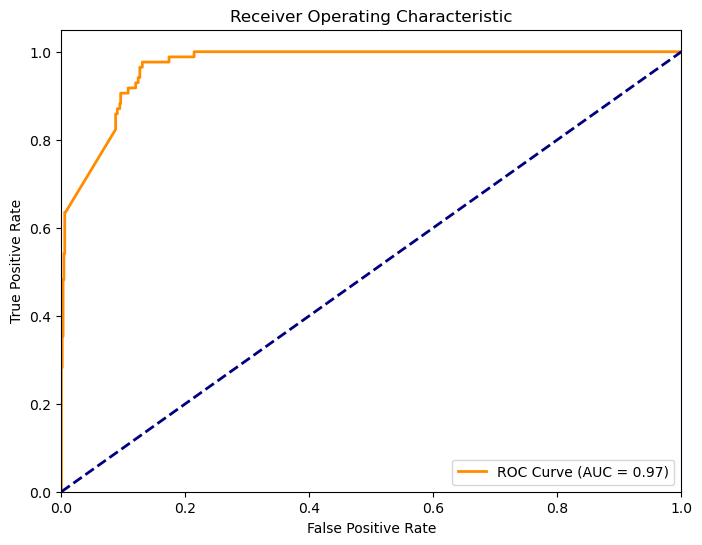 Receiver Operating Characteristic
True Positive Rate
1.0
0.8
0.6
0.4
0.2
0.0
0.0 0.2 0.4 0.6 0.8 1.0
False Positive Rate
ROC Curve (AUC = 0.97)